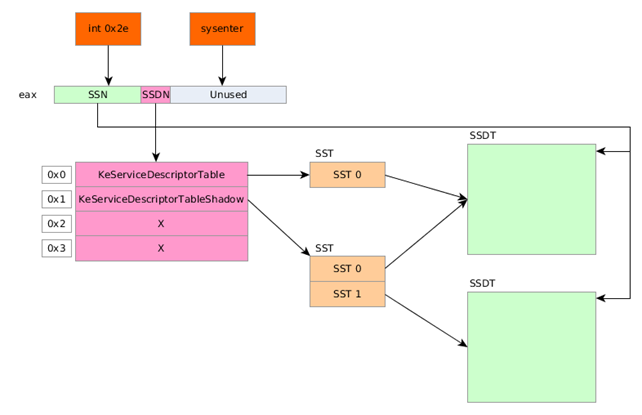 int 0x2e
sysenter
eax
SSN
SSDN
Unused
SSDT
SST
0x0
KeServiceDescriptorTable
SST 0
0x1
KeServiceDescriptorTableShadow
0x2
X
0x3
X
SST
SST 0
SST 1
SSDT